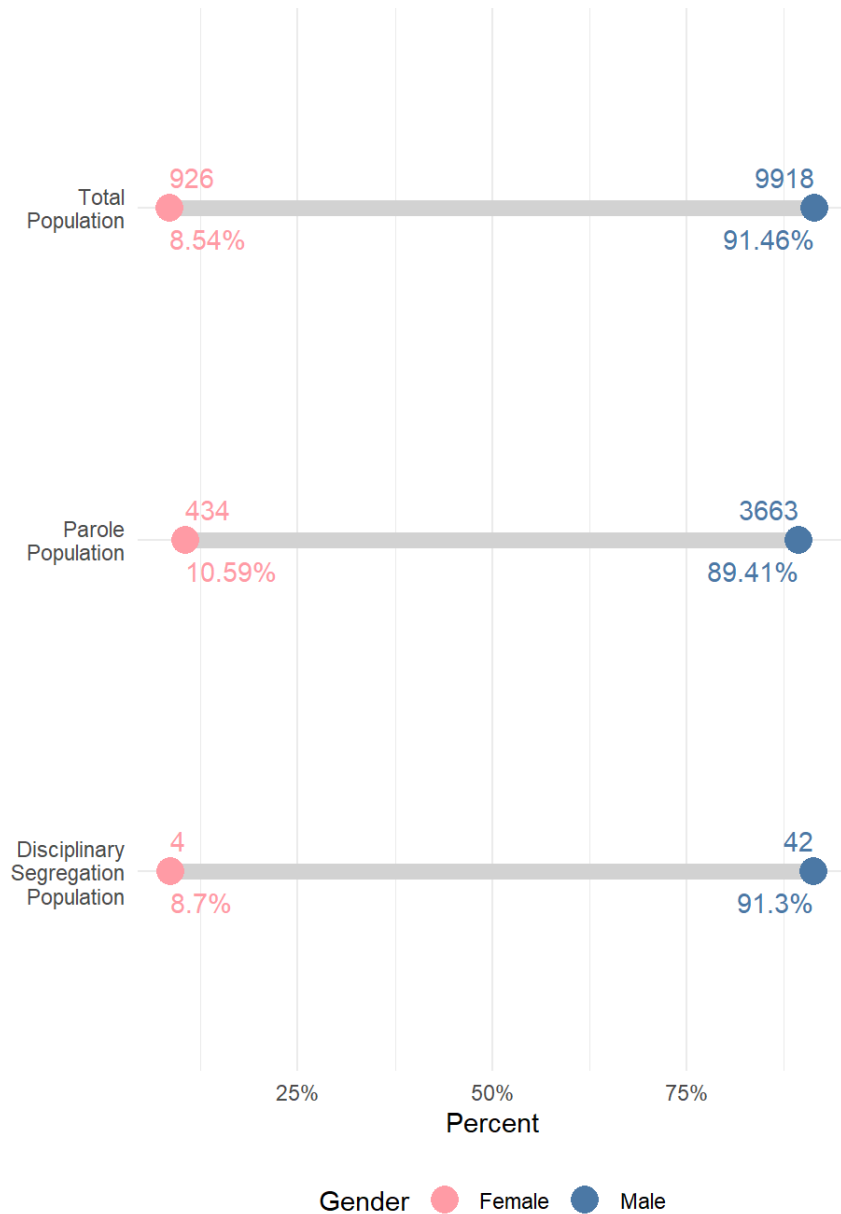 926
9918
Total
Population
8.54%
91.46%
434
3663
Parole
Population
10.59%
89.41%
4
42
Disciplinary
Segregation
Population
8.7%
91.3%
25%
50%
75%
Percent
Gender
Female
Male